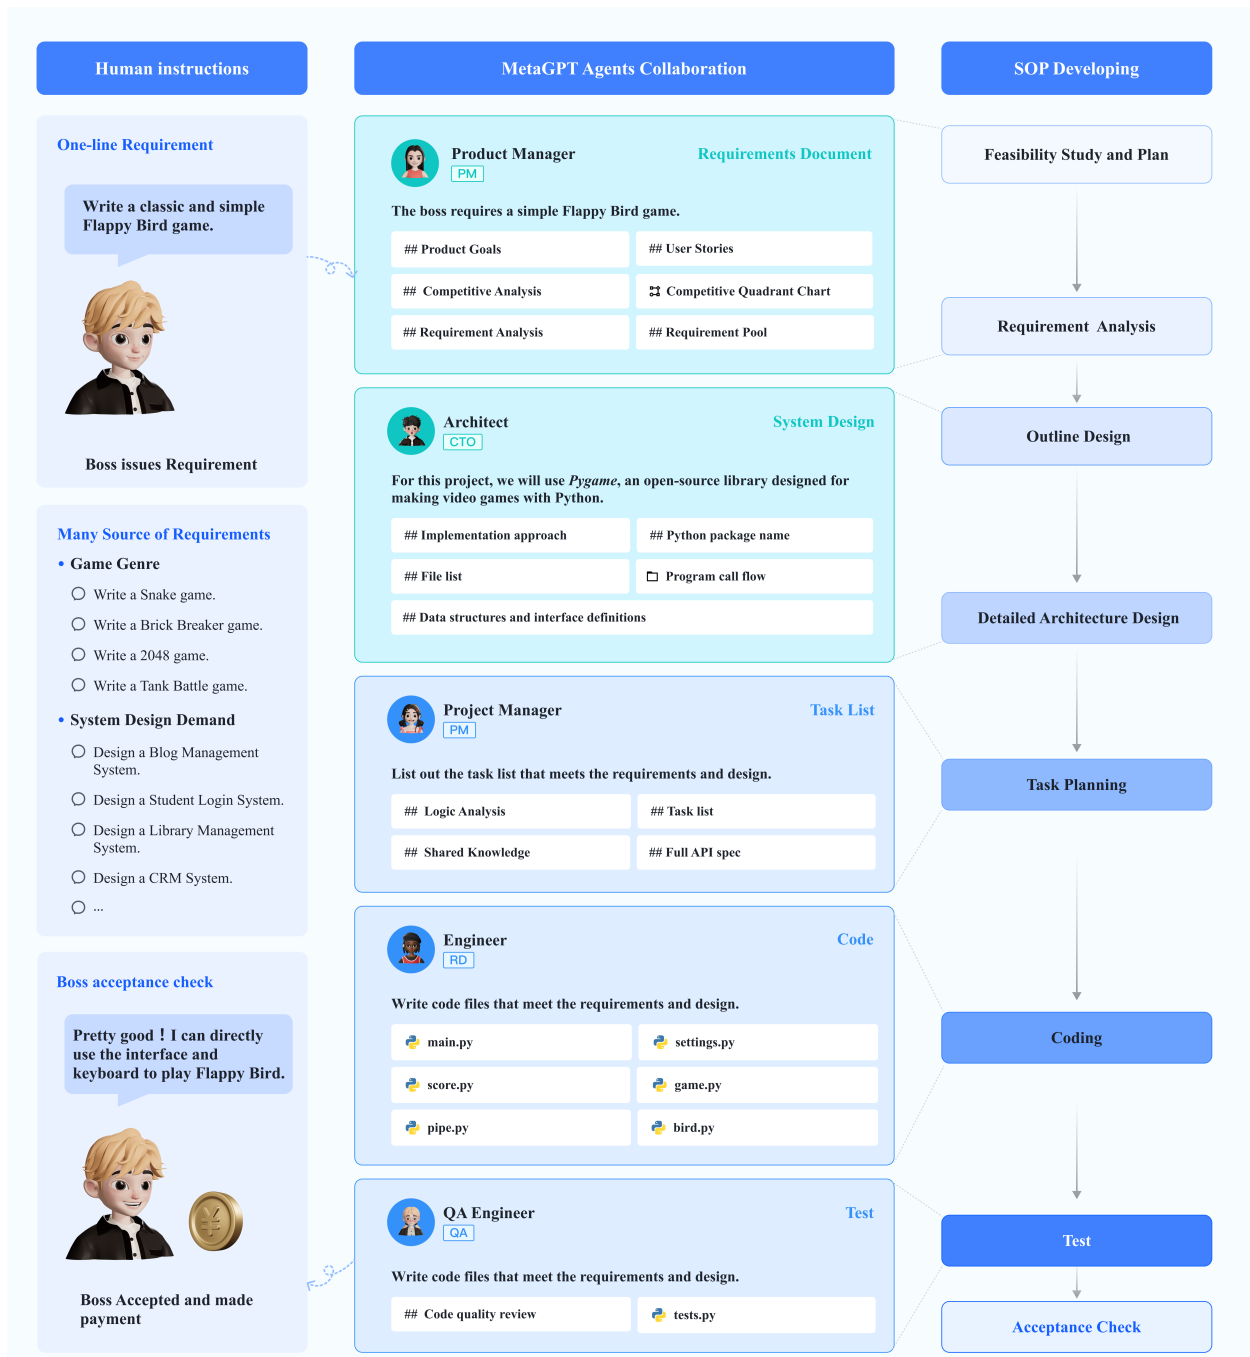 Human instructions
One-line Requirement
Write a classic and simple
Flappy Bird game.
Boss issues Requirement
Many Source of Requirements
• Game Genre
Write a Snake game.
Write a Brick Breaker game.
Write a 2048 game.
Write a Tank Battle game.
• System Design Demand
Design a Blog Management
System.
Design a Student Login System.
Design a Library Management
System.
Design a CRM System.
...
Boss acceptance check
Pretty good！I can directly
use the interface and
keyboard to play Flappy Bird.
¥
Boss Accepted and made
payment
MetaGPT Agents Collaboration
Product Manager
PM
Requirements Document
The boss requires a simple Flappy Bird game.
## Product Goals
## User Stories
## Competitive Analysis
Competitive Quadrant Chart
## Requirement Analysis
## Requirement Pool
Architect
CTO
System Design
For this project, we will use Pygame, an open-source library designed for
making video games with Python.
## Implementation approach
## Python package name
## File list
Program call flow
## Data structures and interface definitions
Project Manager
PM
Task List
List out the task list that meets the requirements and design.
## Logic Analysis
## Task list
## Shared Knowledge
## Full API spec
Engineer
RD
Code
Write code files that meet the requirements and design.
main.py
settings.py
score.py
game.py
pipe.py
bird.py
QA Engineer
QA
Test
Write code files that meet the requirements and design.
## Code quality review
tests.py
SOP Developing
Feasibility Study and Plan
Requirement Analysis
Outline Design
Detailed Architecture Design
Task Planning
Coding
Test
Acceptance Check